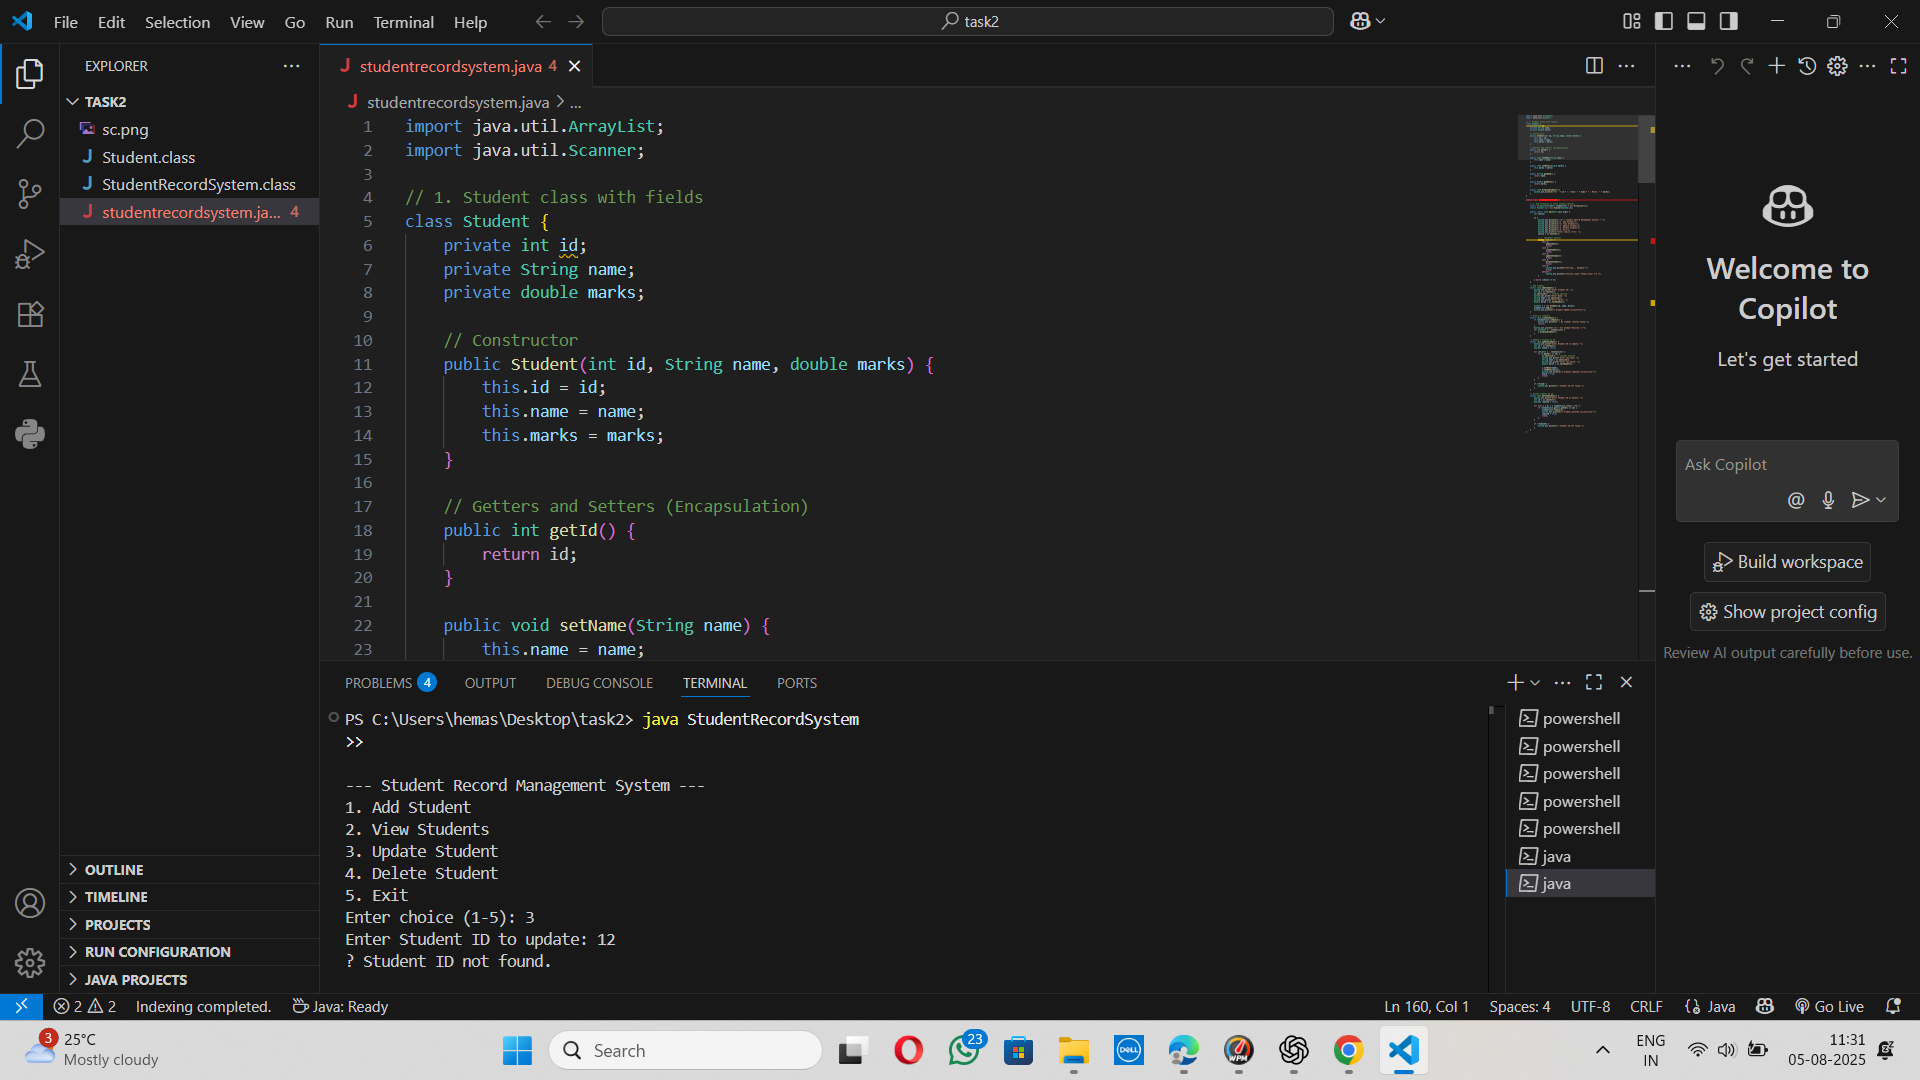 File Edit Selection View Go Run Terminal Help
task2
EXPLORER
TASK2
sc.png
Student.class
StudentRecordSystem.class
studentrecordsystem.ja... 4
OUTLINE
TIMELINE
PROJECTS
RUN CONFIGURATION
JAVA PROJECTS
studentrecordsystem.java 4
studentrecordsystem.java > ...
1 import java.util.ArrayList;
2 import java.util.Scanner;
3
4 // 1. Student class with fields
5 class Student {
6 private int id;
7 private String name;
8 private double marks;
9
10 // Constructor
11 public Student(int id, String name, double marks) {
12 this.id = id;
13 this.name = name;
14 this.marks = marks;
15 }
16
17 // Getters and Setters (Encapsulation)
18 public int getId() {
19 return id;
20 }
21
22 public void setName(String name) {
23 this.name = name;
PROBLEMS 4 OUTPUT DEBUG CONSOLE TERMINAL PORTS
PS C:\Users\hemas\Desktop\task2> java StudentRecordSystem
>>
--- Student Record Management System ---
1. Add Student
2. View Students
3. Update Student
4. Delete Student
5. Exit
Enter choice (1-5): 3
Enter Student ID to update: 12
? Student ID not found.
powershell
powershell
powershell
powershell
powershell
java
java
Welcome to
Copilot
Let's get started
Ask Copilot
@
Build workspace
Show project config
Review AI output carefully before use.
2 2 Indexing completed. Java: Ready
Ln 160, Col 1 Spaces: 4 UTF-8 CRLF {} Java Go Live
3
25°C
Mostly cloudy
Search
23
DELL
WPM
ENG
IN
11:31
05-08-2025